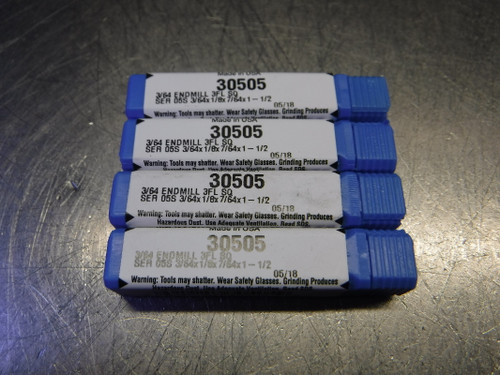 Made in USA
30505
3/64 ENDMILL 3FL SQ
SER 05S 3/64x1/8x7/64x1-1/2
05/18
Warning: Tools may shatter. Wear Safety Glasses. Grinding Produces
Made in USA
30505
3/64 ENDMILL 3FL SQ
SER 05S 3/64x1/8x7/64x1-1/2
05/18
Warning: Tools may shatter. Wear Safety Glasses. Grinding Produces
30505
3/64 ENDMILL 3FL SQ
SER 05S 3/64x1/8x7/64x1-1/2
05/18
Warning: Tools may shatter. Wear Safety Glasses. Grinding Produces
Hazardous Dust. Use Adequate Ventilation. Read SDS
Made in USA
30505
3/64 ENDMILL 3FL SQ
SER 05S 3/64x1/8x7/64x1-1/2
05/18
Warning: Tools may shatter. Wear Safety Glasses. Grinding Produces